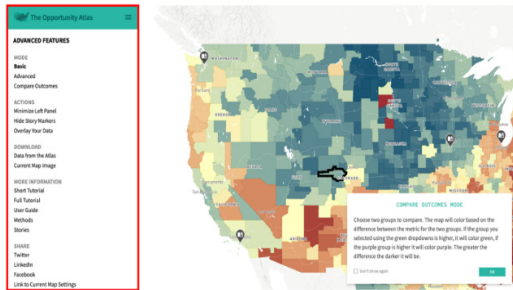 The Opportunity Atlas
ADVANCED FEATURES
MODE
Basic
Advanced
Compare Outcomes
ACTIONS
Minimize Left Panel
Hide Story Markers
Overlay Your Data
DOWNLOAD
Data from the Atlas
Current Map Image
MORE INFORMATION
Short Tutorial
Full Tutorial
User Guide
Methods
Stories
SHARE
Twitter
LinkedIn
Facebook
Link to Current Map Settings
WASHINGTON
COMPARE OUTCOMES MODE
Choose two groups to compare. The map will color based on the
difference between the metric for the two groups. If the group you
selected using the green dropdowns is higher, it will color green, if
the purple group is higher it will color purple. The greater the
difference the darker it will be.
Don't show again